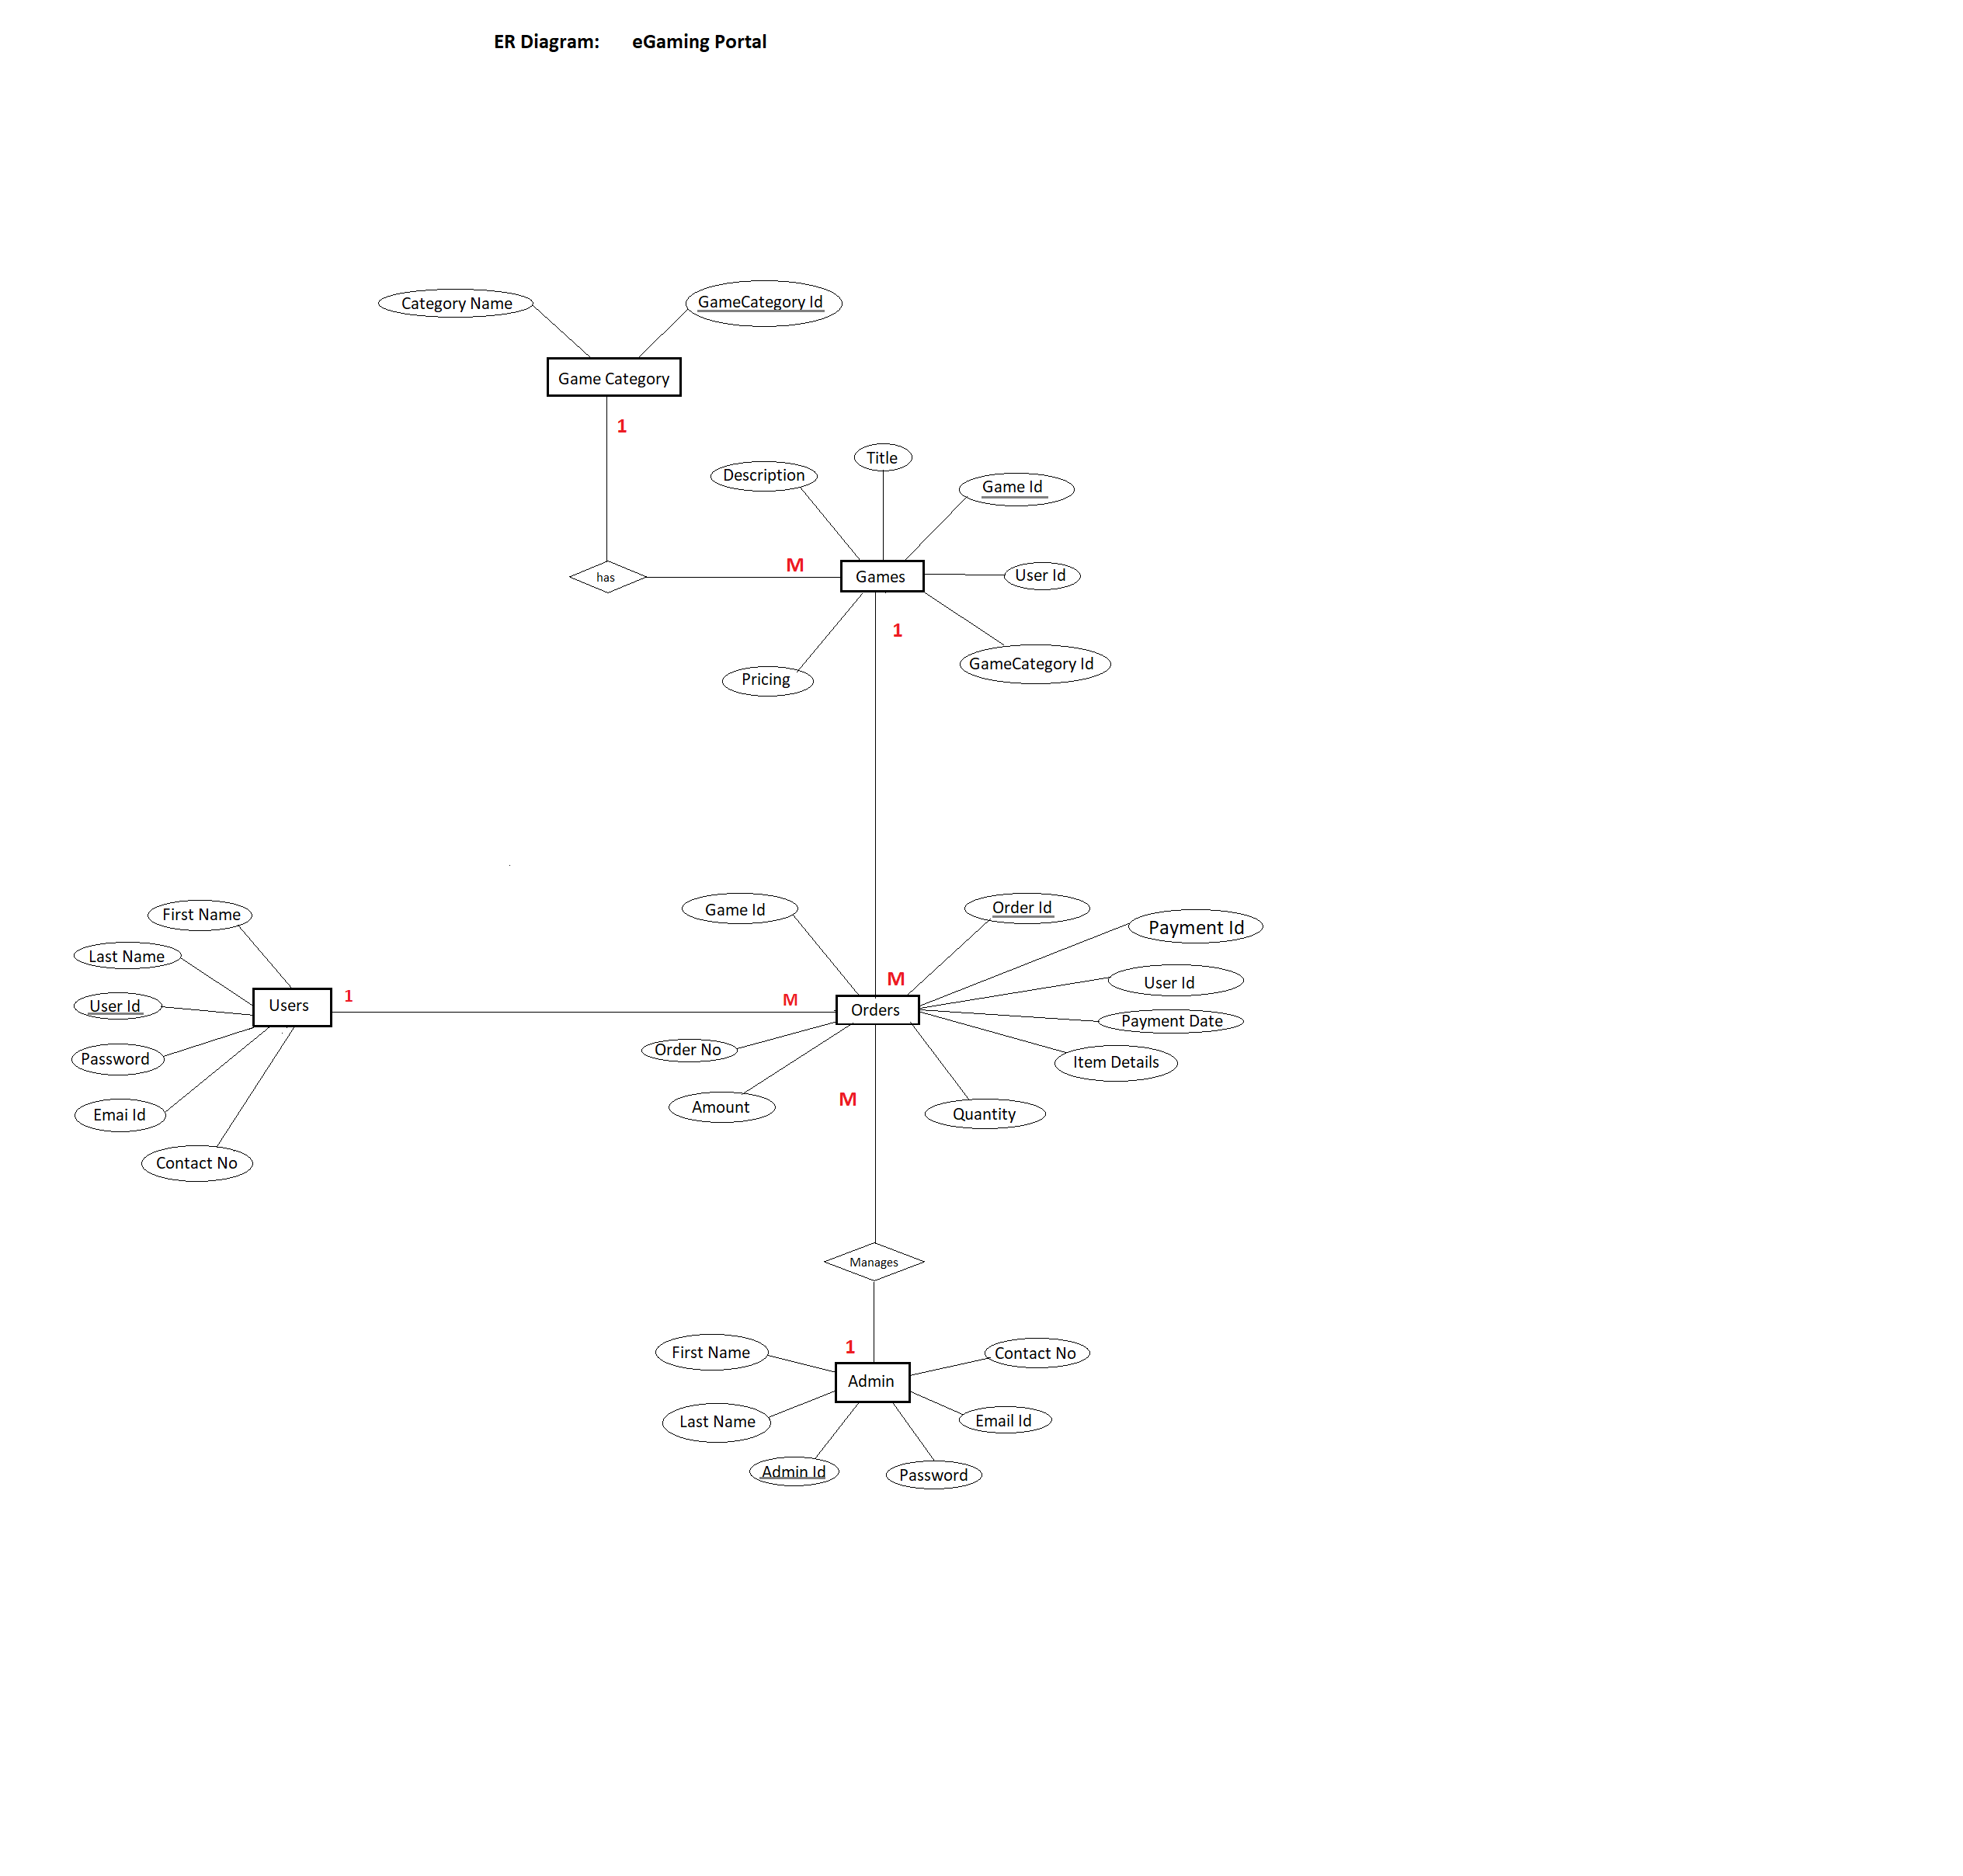 ER Diagram: eGaming Portal
Category Name
GameCategory Id
Game Category
1
Title
Description
Game Id
M
has
Games
User Id
1
GameCategory Id
Pricing
First Name
Game Id
Order Id
Payment Id
Last Name
M
User Id
1
M
Users
User Id
Orders
Payment Date
Order No
Item Details
Password
M
Amount
Quantity
Emai Id
Contact No
Manages
1
First Name
Contact No
Admin
Last Name
Email Id
Admin Id
Password